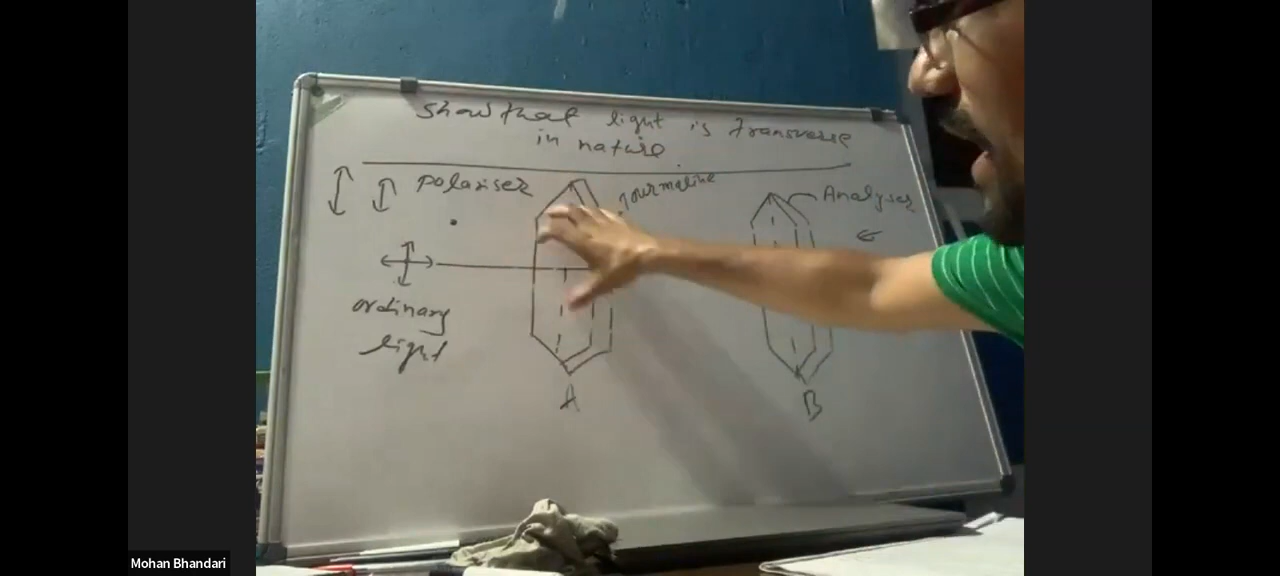 show that light is transverse
in nature
polariser
Tourmaline
Analyser
ordinary
light
A
B
Mohan Bhandari